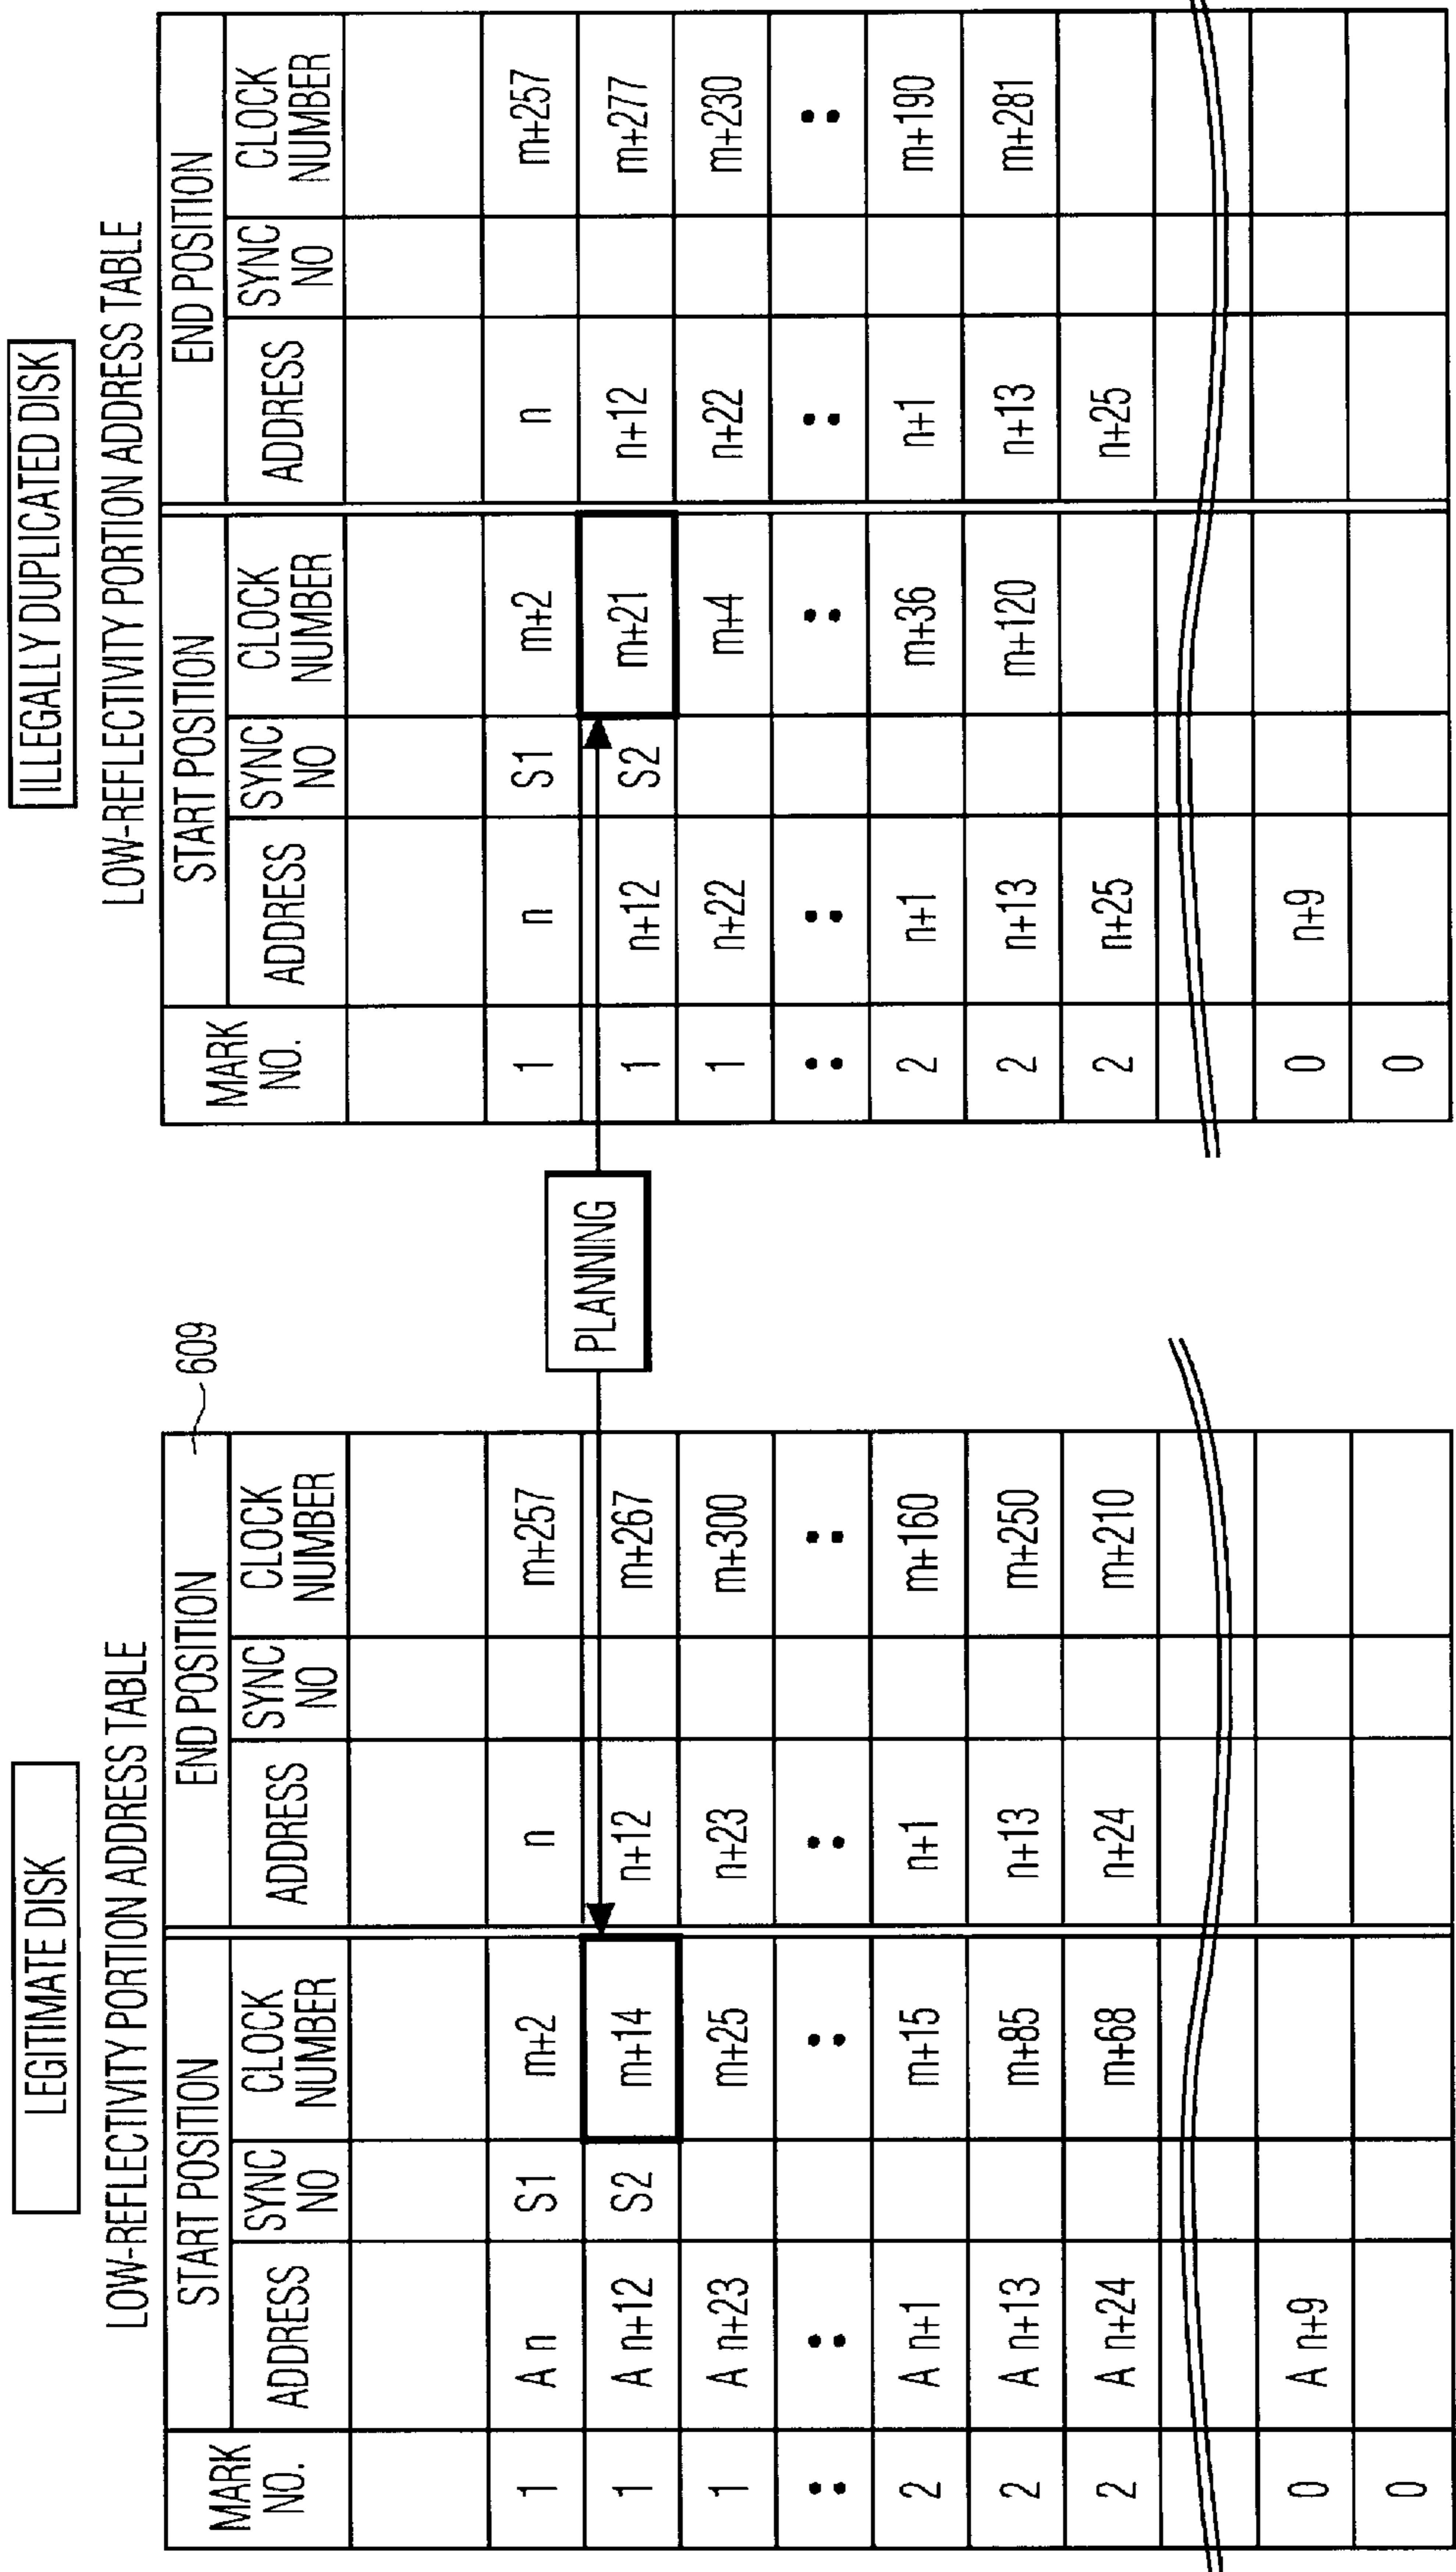 LEGITIMATE DISK
LOW-REFLECTIVITY PORTION ADDRESS TABLE
609
MARK NO. START POSITION END POSITION
ADDRESS SYNC NO CLOCK NUMBER ADDRESS SYNC NO CLOCK NUMBER
1 A n S1 m+2 n m+257
1 A n+12 S2 m+14 n+12 m+267
1 A n+23 m+25 n+23 m+300
: : : : :
2 A n+1 m+15 n+1 m+160
2 A n+13 m+85 n+13 m+250
2 A n+24 m+68 n+24 m+210
0 A n+9
0
PLANNING
ILLEGALLY DUPLICATED DISK
LOW-REFLECTIVITY PORTION ADDRESS TABLE
MARK NO. START POSITION END POSITION
ADDRESS SYNC NO CLOCK NUMBER ADDRESS SYNC NO CLOCK NUMBER
1 n S1 m+2 n m+257
1 n+12 S2 m+21 n+12 m+277
1 n+22 m+4 n+22 m+230
: : : : :
2 n+1 m+36 n+1 m+190
2 n+13 m+120 n+13 m+281
2 n+25 n+25
0 n+9
0